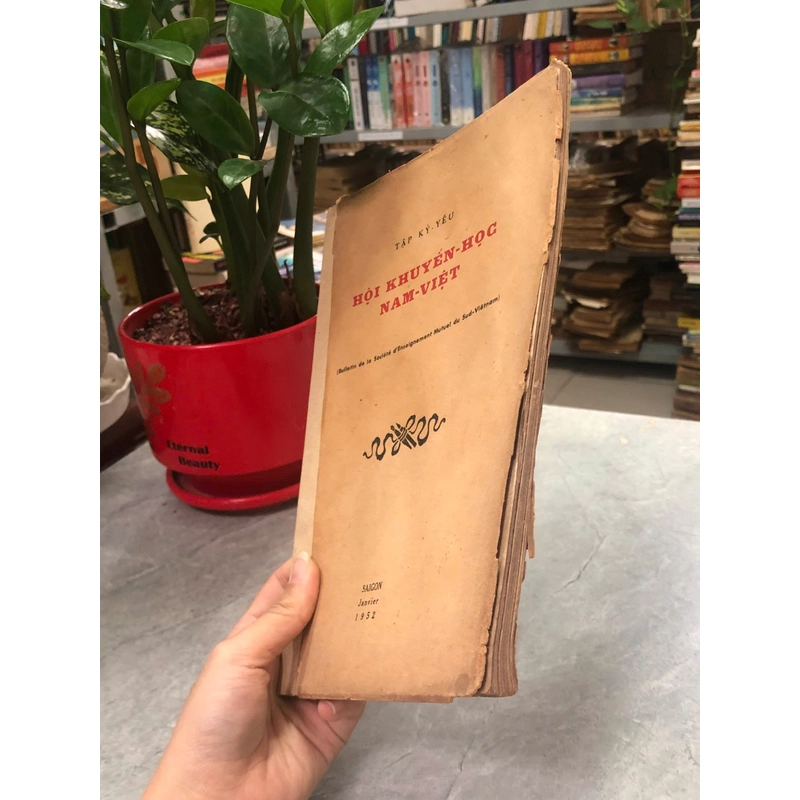 TẬP KỶ-YẾU
HỘI KHUYẾN-HỌC
NAM-VIỆT
(Bulletin de la Société d'Enseignement Mutuel du Sud-Viêtnam)
SAIGON
Janvier
1952
Eternal
Beauty